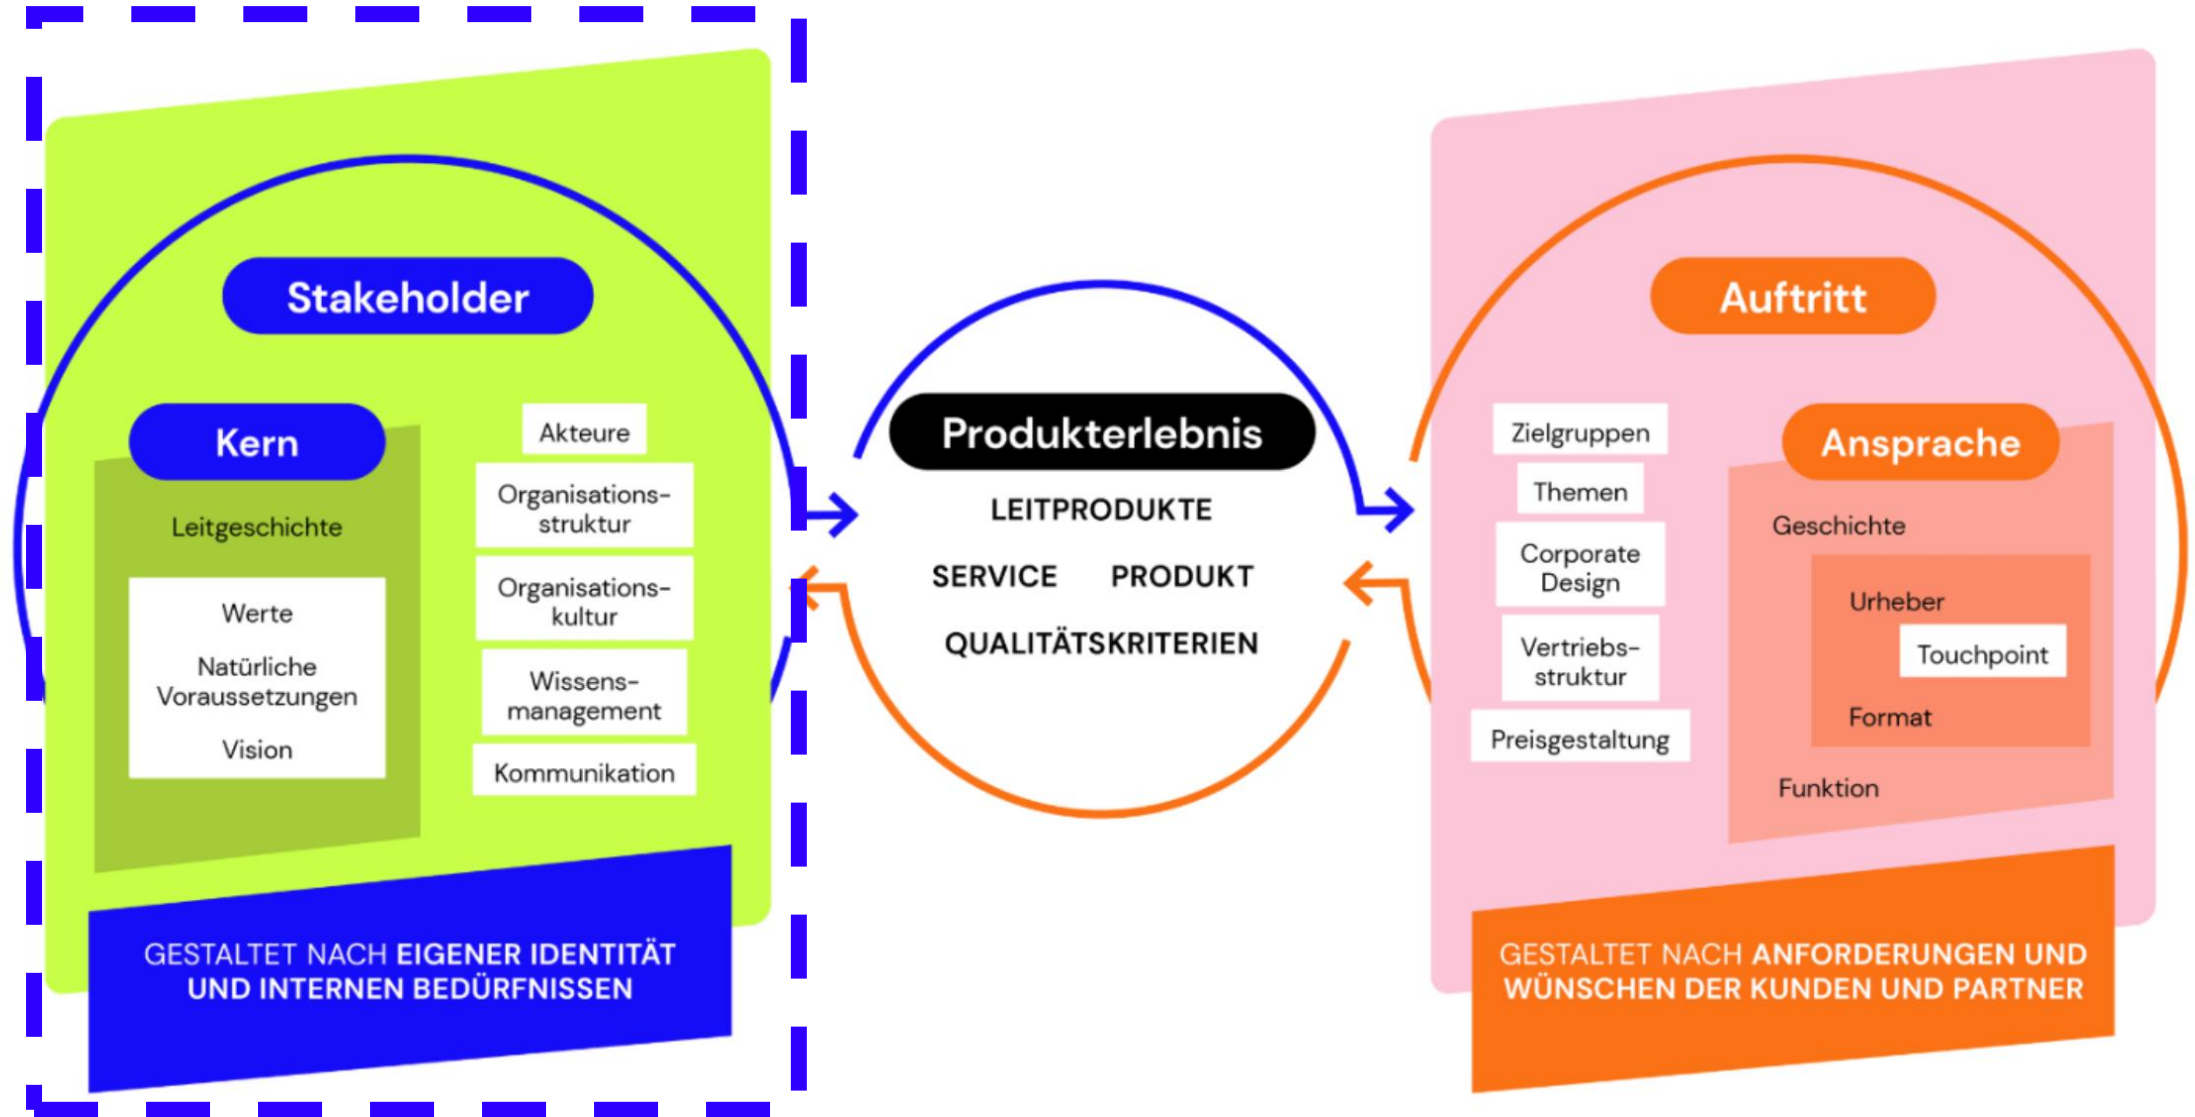 Stakeholder
Kern
Leitgeschichte
Werte
Natürliche
Voraussetzungen
Vision
Akteure
Organisations-
struktur
Organisations-
kultur
Wissens-
management
Kommunikation
GESTALTET NACH EIGENER IDENTITÄT
UND INTERNEN BEDÜRFNISSEN
Produkterlebnis
LEITPRODUKTE
SERVICE PRODUKT
QUALITÄTSKRITERIEN
Auftritt
Zielgruppen
Themen
Corporate
Design
Vertriebs-
struktur
Preisgestaltung
Ansprache
Geschichte
Urheber
Touchpoint
Format
Funktion
GESTALTET NACH ANFORDERUNGEN UND
WÜNSCHEN DER KUNDEN UND PARTNER